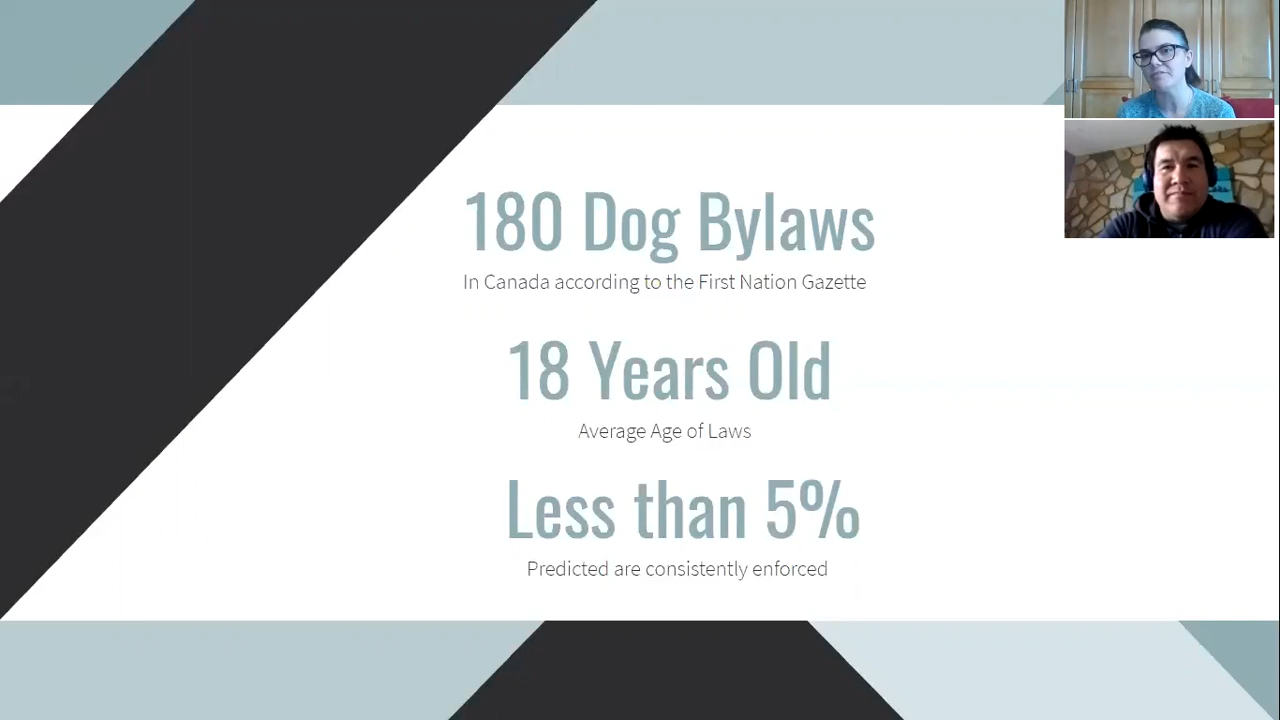 180 Dog Bylaws
In Canada according to the First Nation Gazette
18 Years Old
Average Age of Laws
Less than 5%
Predicted are consistently enforced